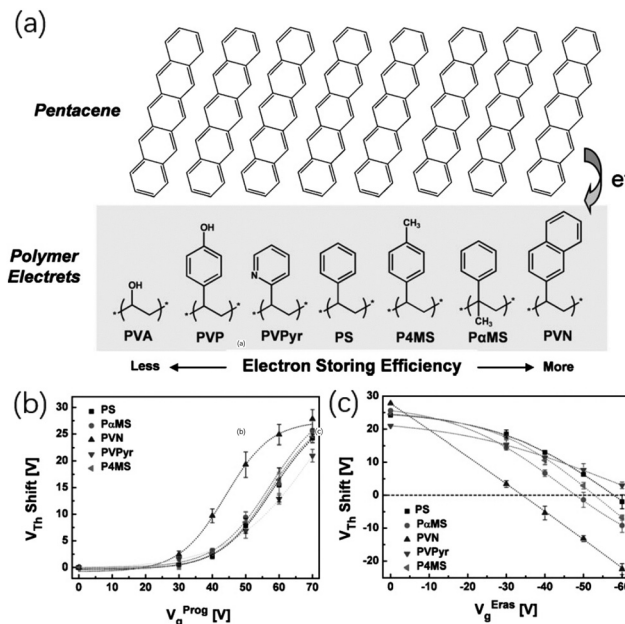 (a)
Pentacene
e⁻
Polymer
Electrets
OH
OH
N
CH₃
CH₃
PVA PVP PVPyr PS P4MS PαMS PVN
(a)
Less Electron Storing Efficiency More
(b)
PS
PαMS
PVN
PVPyr
P4MS
(b)
(c)
V_Th Shift [V]
30
25
20
15
10
5
0
0 10 20 30 40 50 60 70
V_g^Prog [V]
(c)
V_Th Shift [V]
30
20
10
0
-10
-20
PS
PαMS
PVN
PVPyr
P4MS
0 -10 -20 -30 -40 -50 -60
V_g^Eras [V]